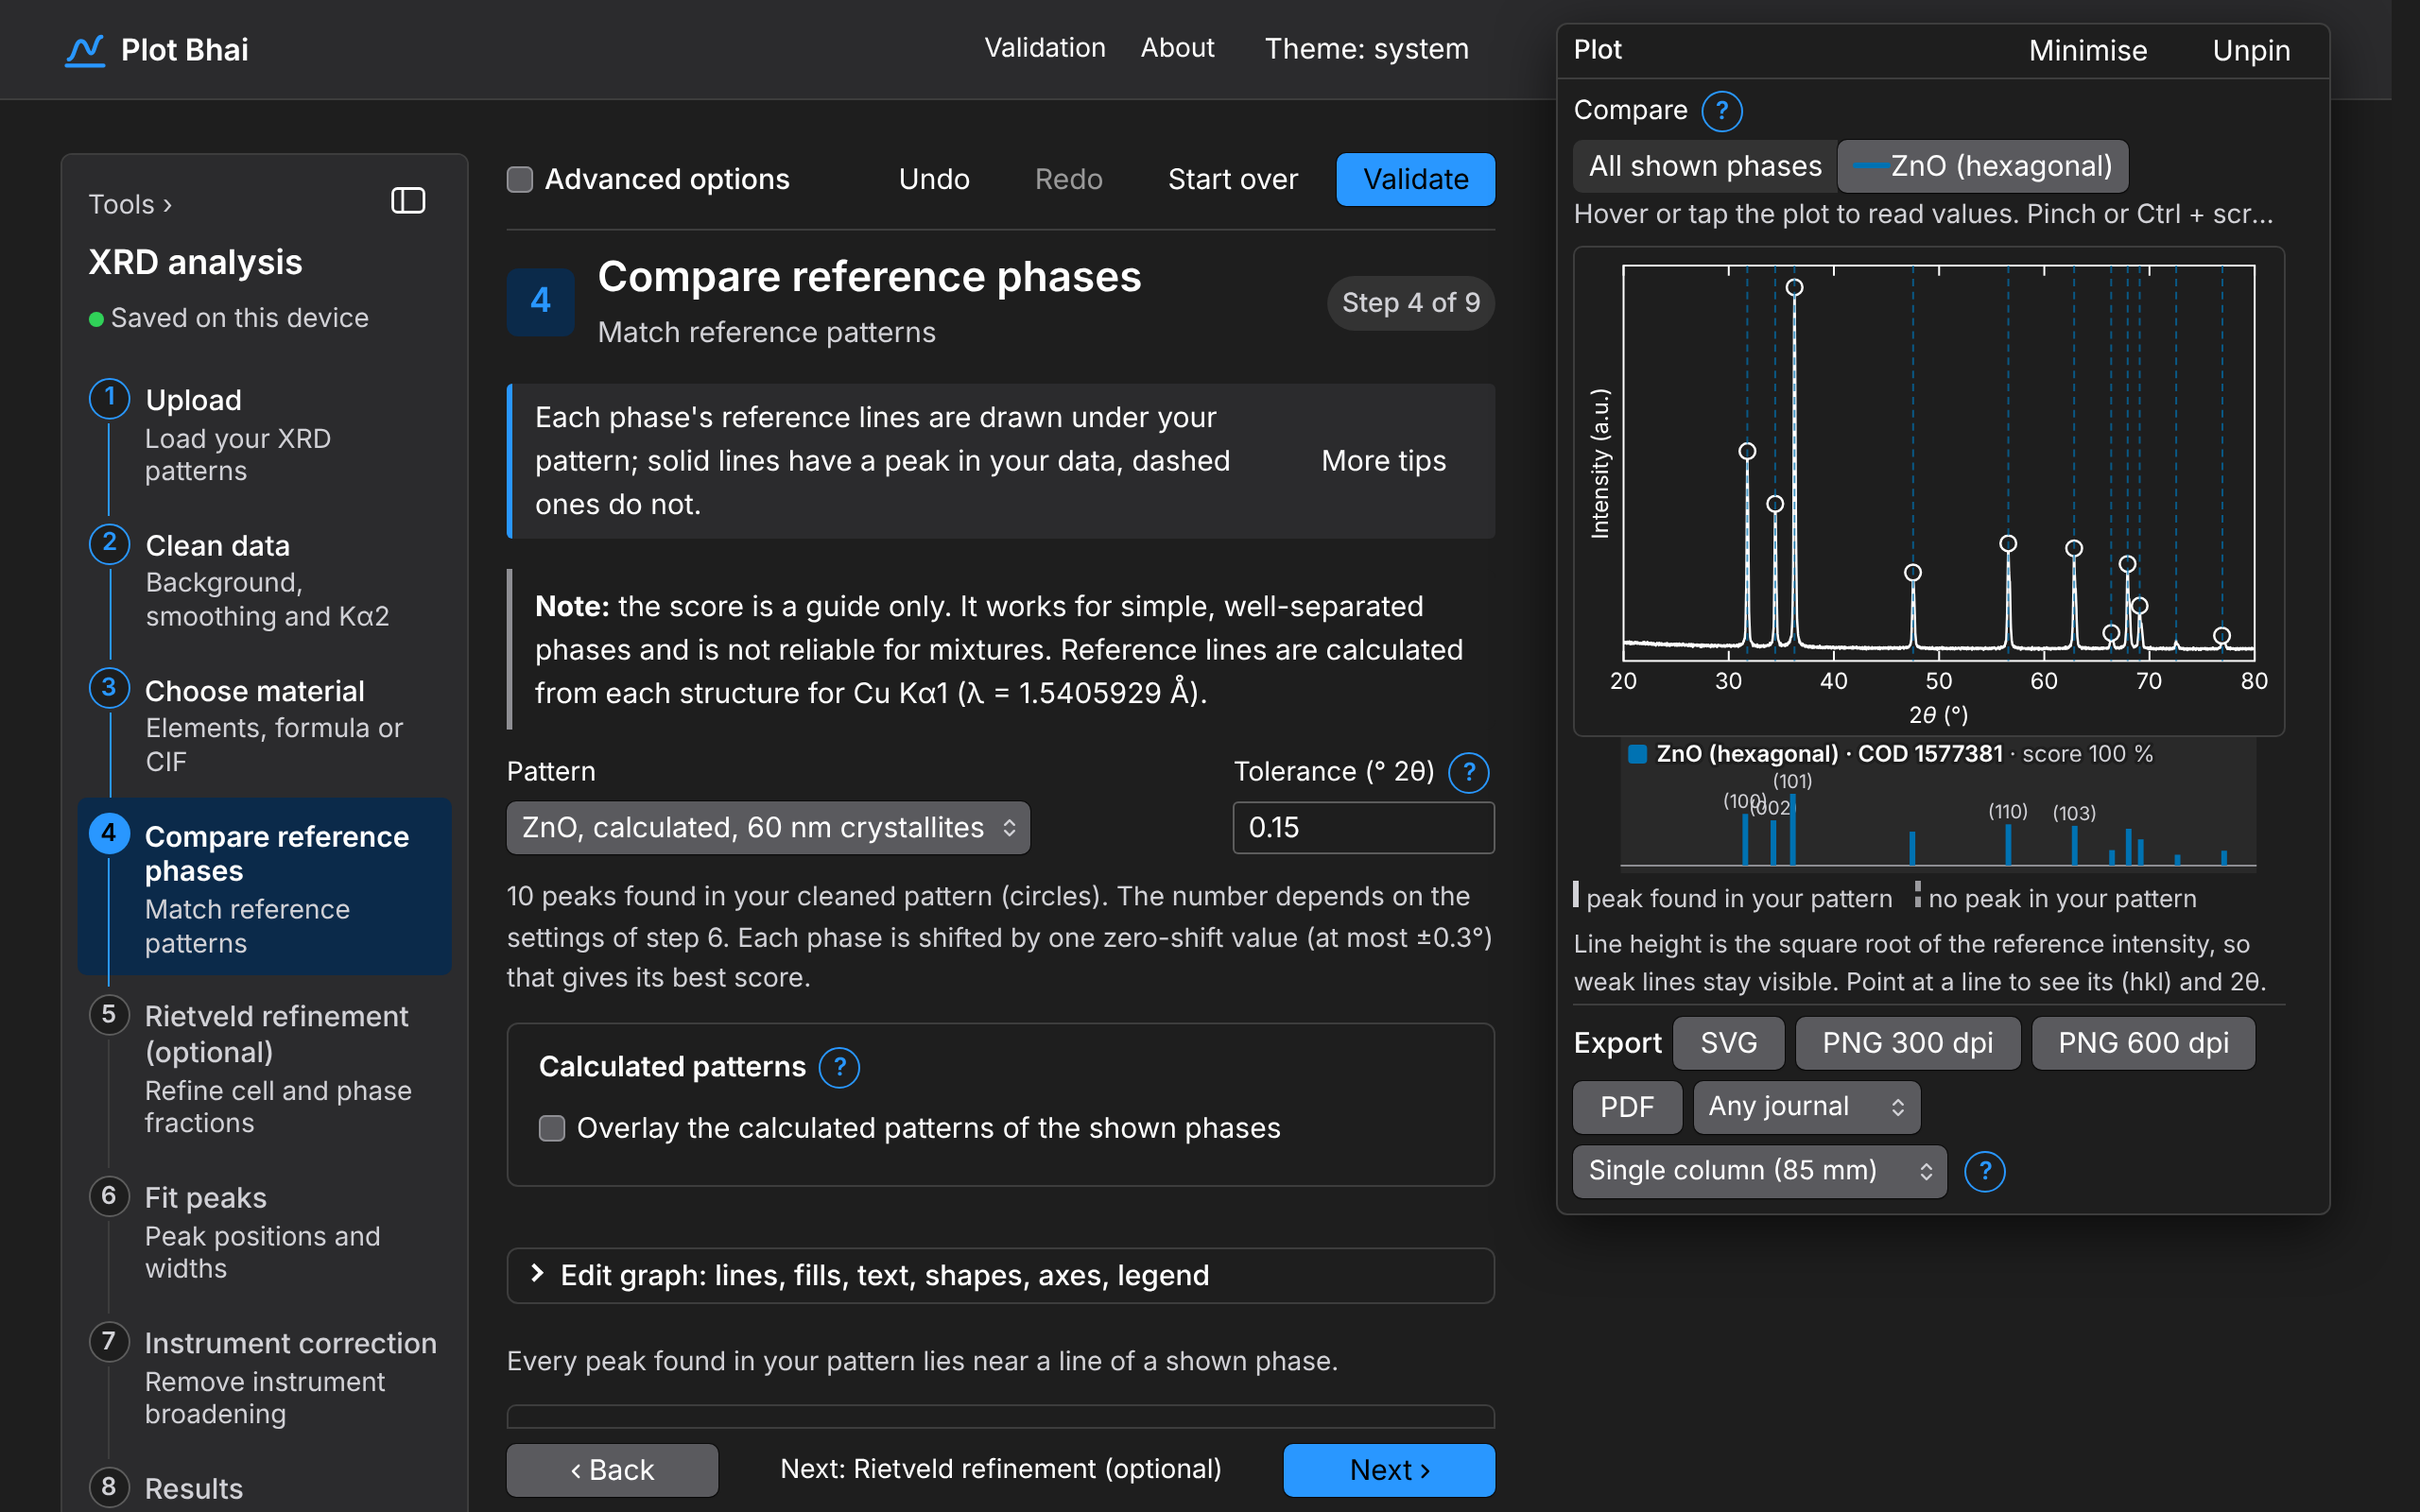 Plot Bhai
Validation
About
Theme: system
Tools ›
XRD analysis
Saved on this device
1
Upload
Load your XRD
patterns
2
Clean data
Background,
smoothing and Kα2
3
Choose material
Elements, formula or
CIF
4
Compare reference
phases
Match reference
patterns
5
Rietveld refinement
(optional)
Refine cell and phase
fractions
6
Fit peaks
Peak positions and
widths
7
Instrument correction
Remove instrument
broadening
8
Results
Advanced options
Undo
Redo
Start over
Validate
4
Compare reference phases
Match reference patterns
Step 4 of 9
Each phase's reference lines are drawn under your
pattern; solid lines have a peak in your data, dashed
ones do not.
More tips
Note: the score is a guide only. It works for simple, well-separated
phases and is not reliable for mixtures. Reference lines are calculated
from each structure for Cu Kα1 (λ = 1.5405929 Å).
Pattern
Tolerance (° 2θ) ?
ZnO, calculated, 60 nm crystallites
0.15
10 peaks found in your cleaned pattern (circles). The number depends on the
settings of step 6. Each phase is shifted by one zero-shift value (at most ±0.3°)
that gives its best score.
Calculated patterns ?
Overlay the calculated patterns of the shown phases
Edit graph: lines, fills, text, shapes, axes, legend
Every peak found in your pattern lies near a line of a shown phase.
‹ Back
Next: Rietveld refinement (optional)
Next ›
Plot
Minimise
Unpin
Compare ?
All shown phases
ZnO (hexagonal)
Hover or tap the plot to read values. Pinch or Ctrl + scr...
Intensity (a.u.)
20 30 40 50 60 70 80
2θ (°)
ZnO (hexagonal) · COD 1577381 · score 100 %
(101)
(100) (002) (110) (103)
peak found in your pattern
no peak in your pattern
Line height is the square root of the reference intensity, so
weak lines stay visible. Point at a line to see its (hkl) and 2θ.
Export
SVG
PNG 300 dpi
PNG 600 dpi
PDF
Any journal
Single column (85 mm)
?